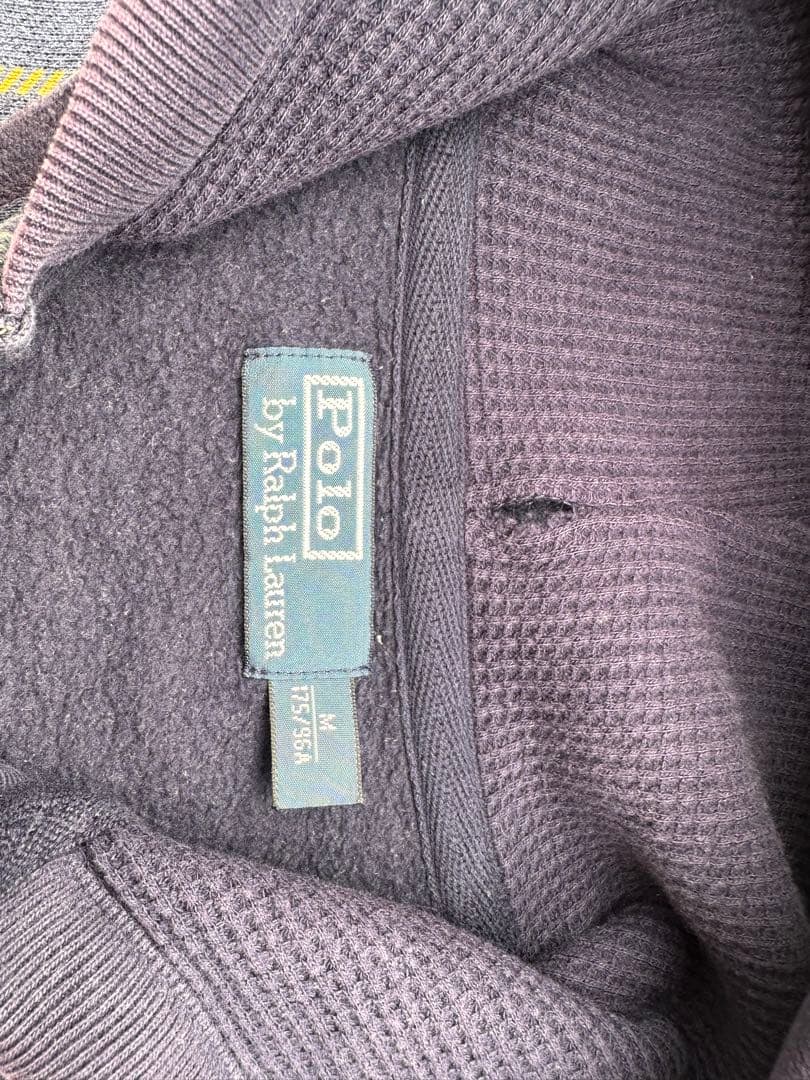 Polo
by Ralph Lauren
M
175/96A